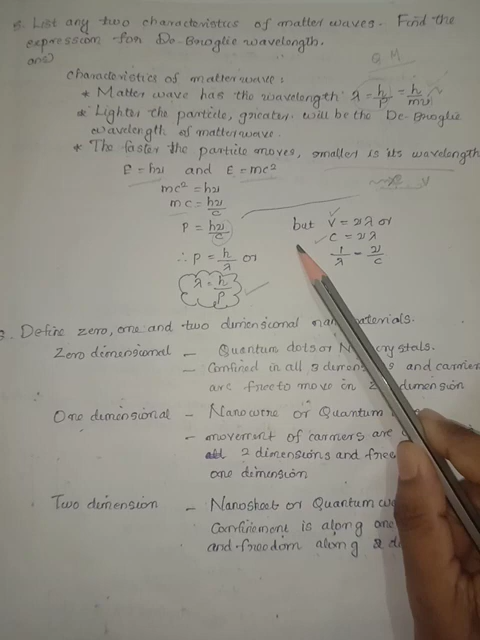 8. List any two characteristics of matter waves. Find the
expression for De-Broglie wavelength.
ans)
Q M
characteristics of matter wave:
* Matter wave has the wavelength λ = h/p = h/mv
* Lighter the particle, greater will be the De-Broglie
wavelength of matter wave.
* The faster the particle moves, smaller is its wavelength
E = hν and E = mc²
mc² = hν
mc = hν/c
P = hν/c
but V = νλ or
C = νλ
1/λ = ν/c
∴ P = h/λ or
λ = h/p
V
9. Define zero, one and two dimensional materials.
Zero dimensional - Quantum dots or crystals.
- Confined in all 3 dimensions and carrier
are free to move in dimension
One dimensional - Nanowire or Quantum
- movement of carriers are
2 dimensions and free
one dimension
Two dimension - Nanosheet or Quantum
Confinement is along one
and freedom along 2